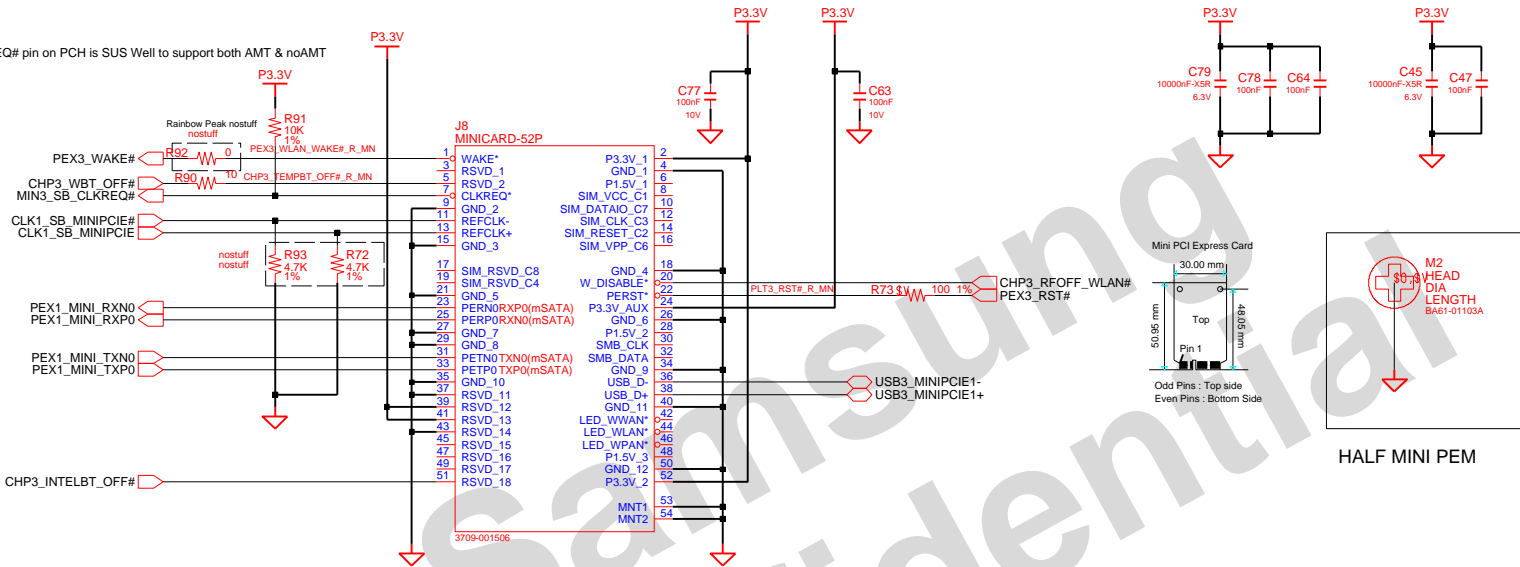 EQ# pin on PCH is SUS Well to support both AMT & noAMT
P3.3V
P3.3V
P3.3V
P3.3V
P3.3V
P3.3V
R91
10K
1%
Rainbow Peak nostuff
nostuff
R92
0
PEX3_WLAN_WAKE#_R_MN
R90
10
CHP3_TEMPBT_OFF#_R_MN
PEX3_WAKE#
CHP3_WBT_OFF#
MIN3_SB_CLKREQ#
CLK1_SB_MINIPCIE#
CLK1_SB_MINIPCIE
nostuff
nostuff
R93
4.7K
1%
R72
4.7K
1%
PEX1_MINI_RXN0
PEX1_MINI_RXP0
PEX1_MINI_TXN0
PEX1_MINI_TXP0
CHP3_INTELBT_OFF#
J8
MINICARD-52P
1 WAKE*
3 RSVD_1
5 RSVD_2
7 CLKREQ*
9 GND_2
11 REFCLK-
13 REFCLK+
15 GND_3
17 SIM_RSVD_C8
19 SIM_RSVD_C4
21 GND_5
23 PERN0 RXP0(mSATA)
25 PERP0 RXN0(mSATA)
27 GND_7
29 GND_8
31 PETN0 TXN0(mSATA)
33 PETP0 TXP0(mSATA)
35 GND_10
37 RSVD_11
39 RSVD_12
41 RSVD_13
43 RSVD_14
45 RSVD_15
47 RSVD_16
49 RSVD_17
51 RSVD_18
P3.3V_1 2
GND_1 4
P1.5V_1 6
SIM_VCC_C1 8
SIM_DATAIO_C7 10
SIM_CLK_C3 12
SIM_RESET_C2 14
SIM_VPP_C6 16
GND_4 18
W_DISABLE* 20
PERST* 22
P3.3V_AUX 24
GND_6 26
P1.5V_2 28
SMB_CLK 30
SMB_DATA 32
GND_9 34
USB_D- 36
USB_D+ 38
GND_11 40
LED_WWAN* 42
LED_WLAN* 44
LED_WPAN* 46
P1.5V_3 48
GND_12 50
P3.3V_2 52
MNT1 53
MNT2 54
3709-001506
C77
100nF
10V
C63
100nF
10V
PLT3_RST#_R_MN
R73
100 1%
CHP3_RFOFF_WLAN#
PEX3_RST#
USB3_MINIPCIE1-
USB3_MINIPCIE1+
C79
10000nF-X5R
6.3V
C78
100nF
C64
100nF
C45
10000nF-X5R
6.3V
C47
100nF
Mini PCI Express Card
30.00 mm
50.95 mm
48.05 mm
Top
Pin 1
Odd Pins : Top side
Even Pins : Bottom Side
M2
HEAD
DIA
LENGTH
BA61-01103A
HALF MINI PEM
Samsung